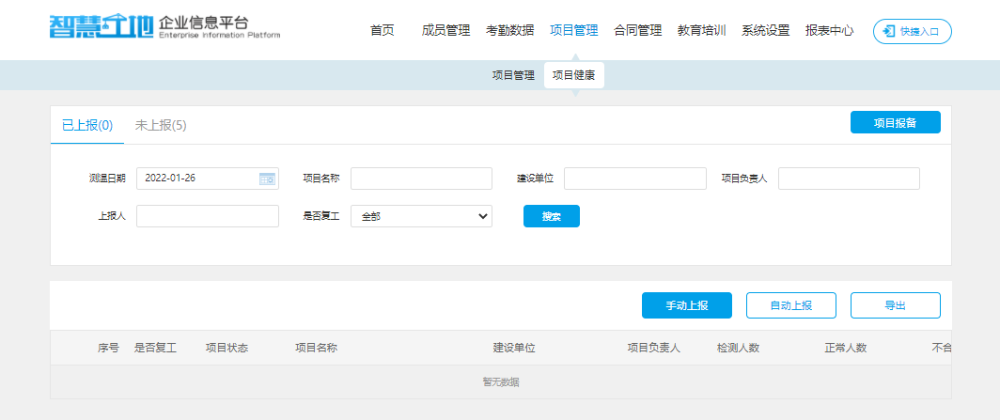 智慧工地 企业信息平台
Enterprise Information Platform
首页 成员管理 考勤数据 项目管理 合同管理 教育培训 系统设置 报表中心 快捷入口
项目管理 项目健康
已上报(0) 未上报(5) 项目报备
测温日期 2022-01-26 项目名称 建设单位 项目负责人
上报人 是否复工 全部 搜索
手动上报 自动上报 导出
序号 是否复工 项目状态 项目名称 建设单位 项目负责人 检测人数 正常人数 不合
暂无数据